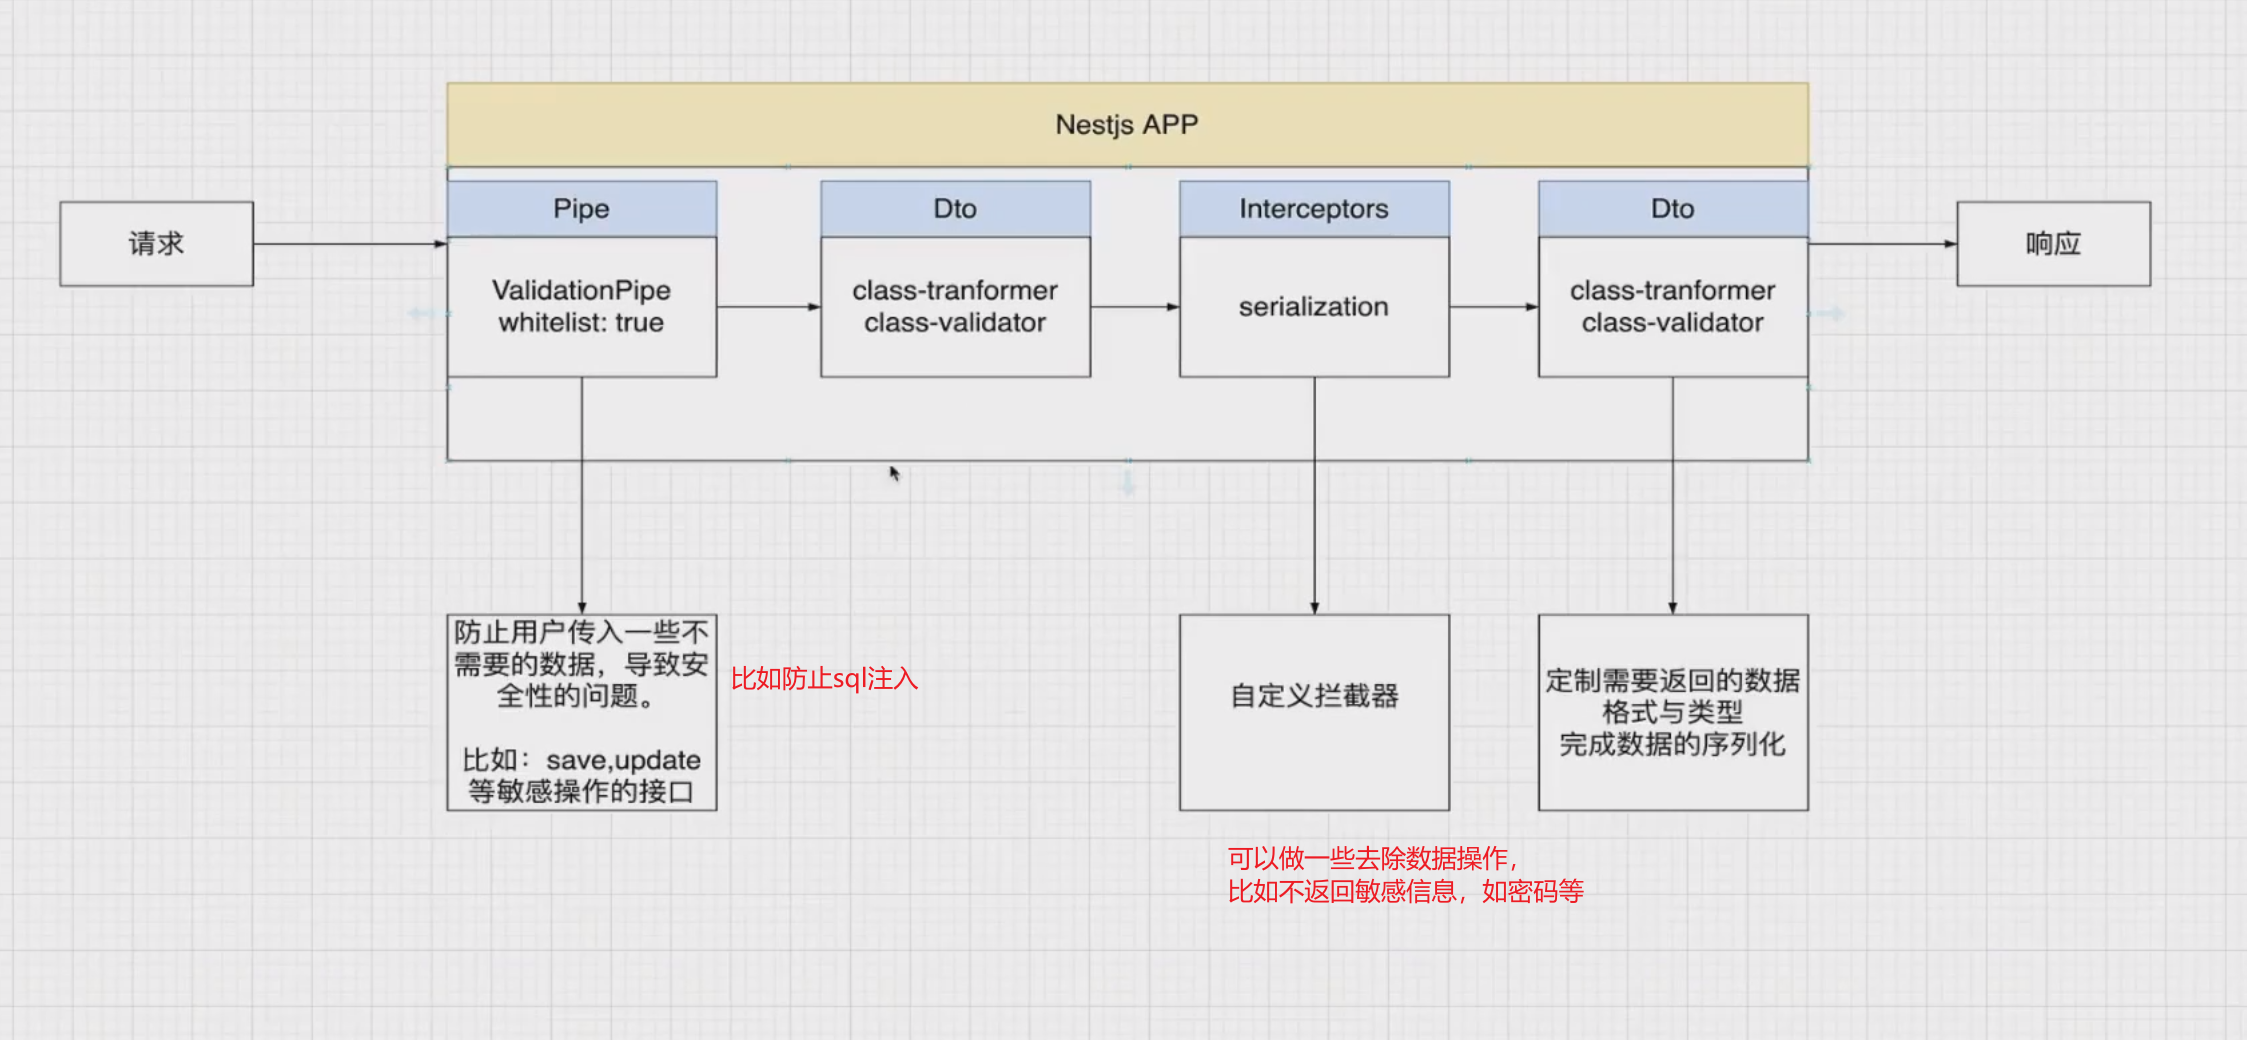 Nestjs APP
请求
Pipe
ValidationPipe
whitelist: true
Dto
class-tranformer
class-validator
Interceptors
serialization
Dto
class-tranformer
class-validator
响应
防止用户传入一些不
需要的数据，导致安
全性的问题。
比如：save,update
等敏感操作的接口
比如防止sql注入
自定义拦截器
定制需要返回的数据
格式与类型
完成数据的序列化
可以做一些去除数据操作，
比如不返回敏感信息，如密码等